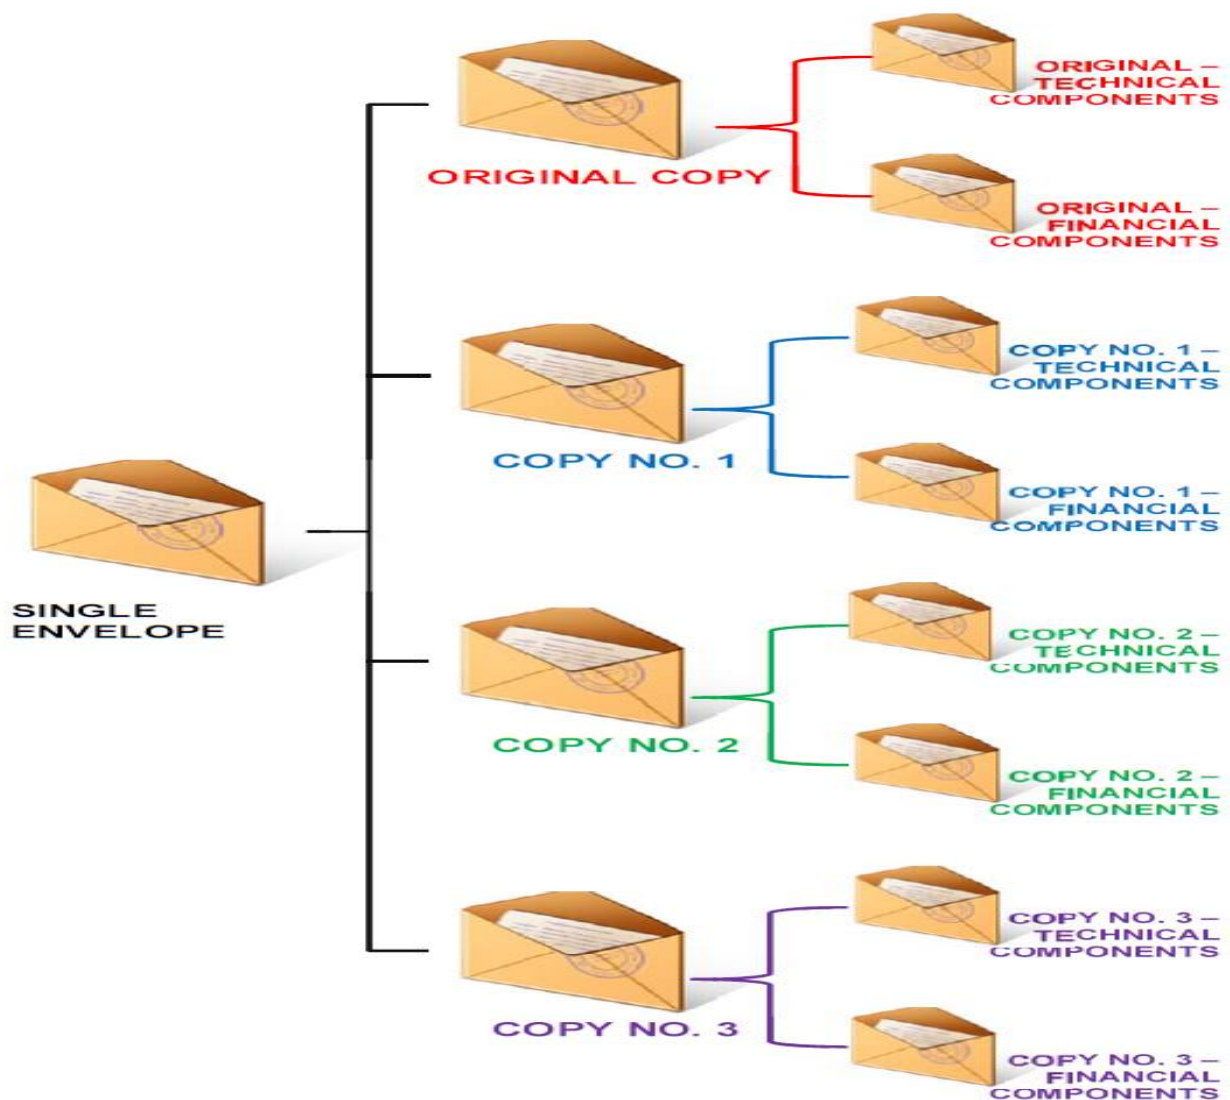 ORIGINAL –
TECHNICAL
COMPONENTS
ORIGINAL COPY
ORIGINAL –
FINANCIAL
COMPONENTS
COPY NO. 1 –
TECHNICAL
COMPONENTS
COPY NO. 1
COPY NO. 1 –
FINANCIAL
COMPONENTS
SINGLE
ENVELOPE
COPY NO. 2 –
TECHNICAL
COMPONENTS
COPY NO. 2
COPY NO. 2 –
FINANCIAL
COMPONENTS
COPY NO. 3 –
TECHNICAL
COMPONENTS
COPY NO. 3
COPY NO. 3 –
FINANCIAL
COMPONENTS